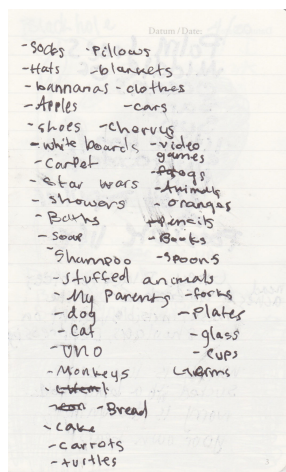 Datum / Date:
-Socks -Pillows
-Hats -blankets
-bannanas -clothes
-Apples -cars
-shoes -Cherrys
-white boards -video games
-Carpet -Frogs
-Star wars -Animals
-Showers -oranges
-Baths -Pencils
-Soap -Books
-Shampoo -Spoons
-Stuffed animals
-My Parents -forks
-dog -Plates
-Cat -glass
-UNO -cups
-Monkeys -Worms
-Bread
-cake
-carrots
-turtles